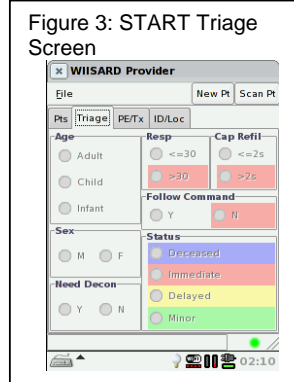 Figure 3: START Triage
Screen
WIISARD Provider
File New Pt Scan Pt
Pts Triage PE/Tx ID/Loc
Age Resp Cap Refil
Adult <=30 <=2s
Child >30 >2s
Infant Follow Command
Y N
Sex Status
M F Deceased
Immediate
Need Decon Delayed
Y N Minor
02:10